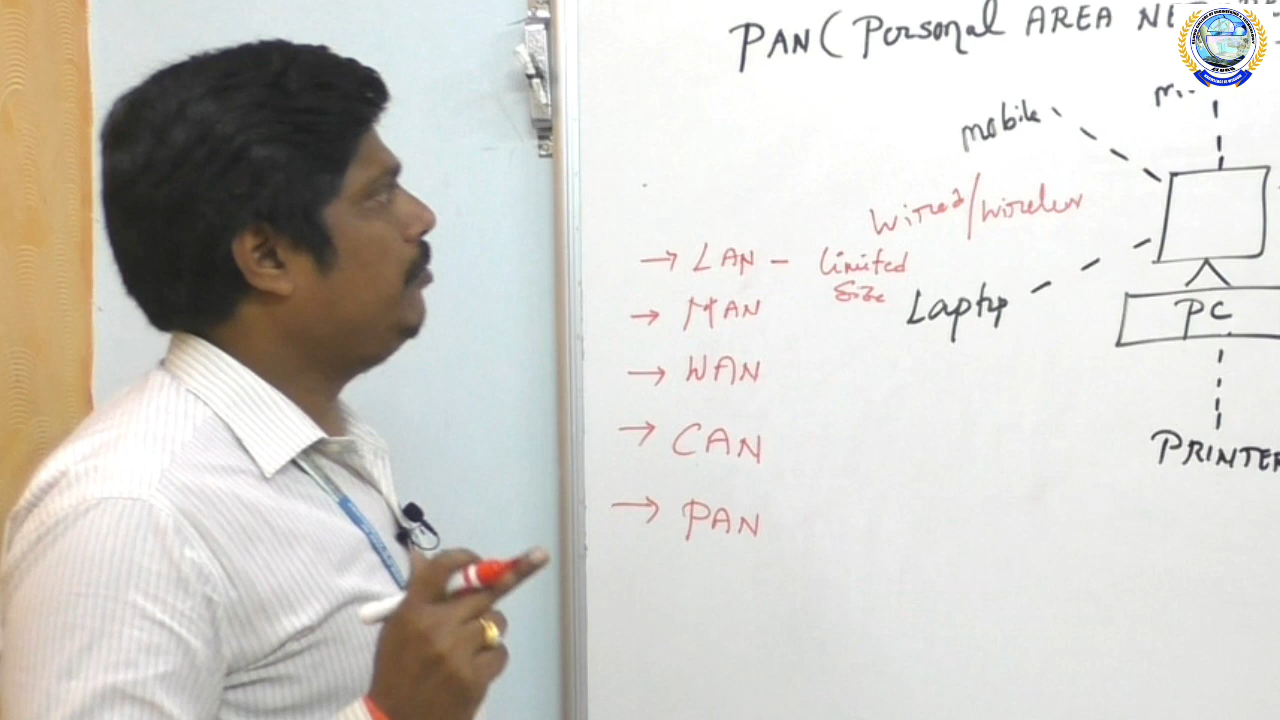 PAN ( Personal AREA NE
mobile
wired/wireless
→ LAN - limited
size
→ MAN
Laptop
PC
→ WAN
→ CAN
PRINTER
→ PAN